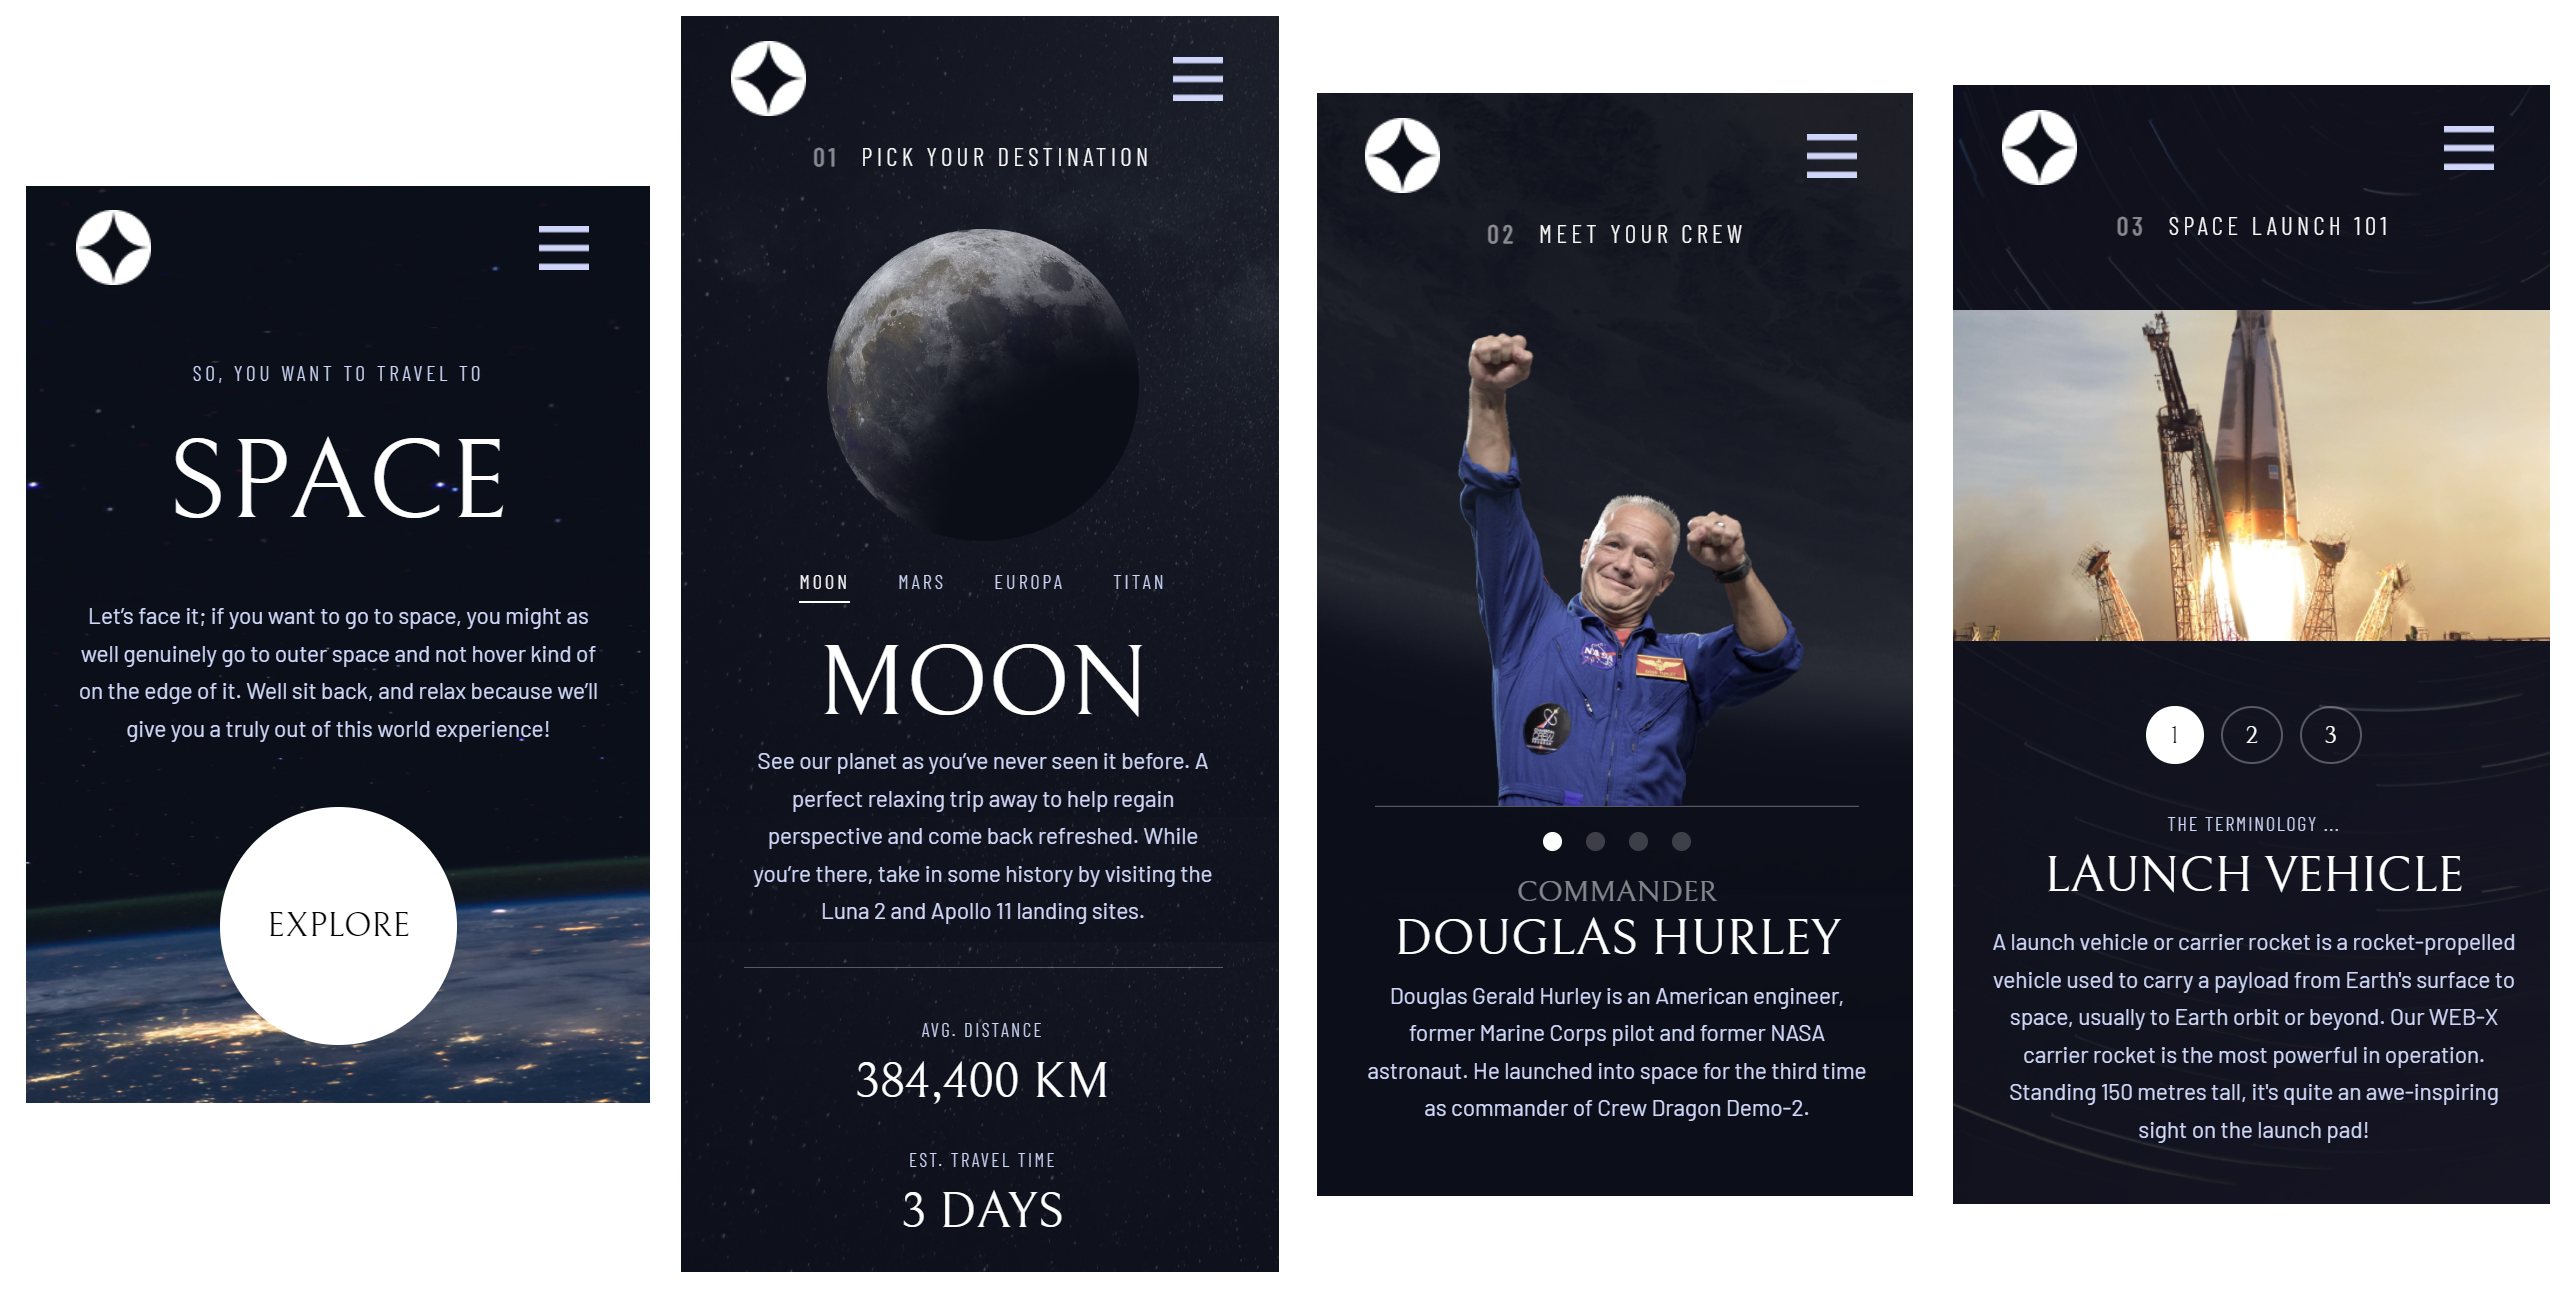 SO, YOU WANT TO TRAVEL TO
SPACE
Let’s face it; if you want to go to space, you might as
well genuinely go to outer space and not hover kind of
on the edge of it. Well sit back, and relax because we’ll
give you a truly out of this world experience!
EXPLORE
01 PICK YOUR DESTINATION
MOON MARS EUROPA TITAN
MOON
See our planet as you’ve never seen it before. A
perfect relaxing trip away to help regain
perspective and come back refreshed. While
you’re there, take in some history by visiting the
Luna 2 and Apollo 11 landing sites.
AVG. DISTANCE
384,400 KM
EST. TRAVEL TIME
3 DAYS
02 MEET YOUR CREW
NASA
COMMANDER
DOUGLAS HURLEY
Douglas Gerald Hurley is an American engineer,
former Marine Corps pilot and former NASA
astronaut. He launched into space for the third time
as commander of Crew Dragon Demo-2.
03 SPACE LAUNCH 101
1 2 3
THE TERMINOLOGY ...
LAUNCH VEHICLE
A launch vehicle or carrier rocket is a rocket-propelled
vehicle used to carry a payload from Earth's surface to
space, usually to Earth orbit or beyond. Our WEB-X
carrier rocket is the most powerful in operation.
Standing 150 metres tall, it's quite an awe-inspiring
sight on the launch pad!